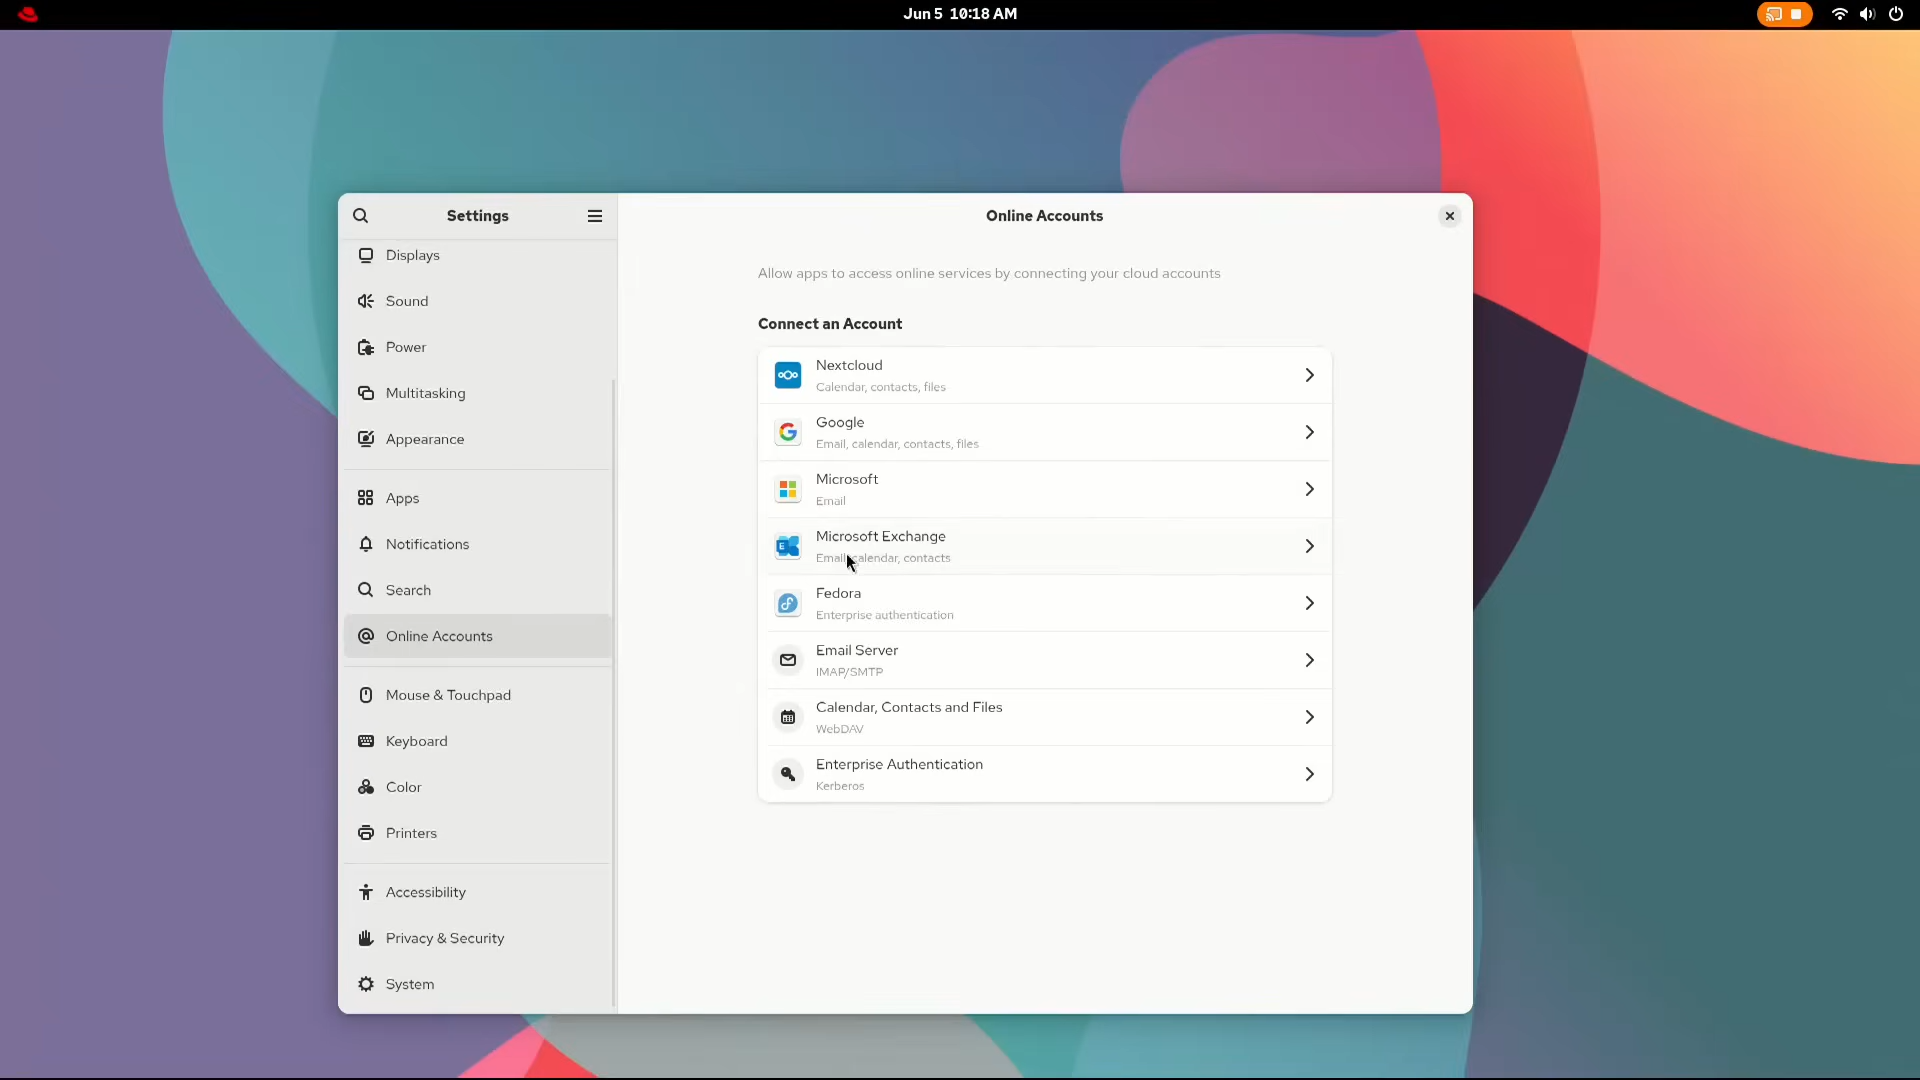 Jun 5 10:18 AM
Settings
Online Accounts
Displays
Sound
Power
Multitasking
Appearance
Apps
Notifications
Search
Online Accounts
Mouse & Touchpad
Keyboard
Color
Printers
Accessibility
Privacy & Security
System
Allow apps to access online services by connecting your cloud accounts
Connect an Account
Nextcloud
Calendar, contacts, files
Google
Email, calendar, contacts, files
Microsoft
Email
Microsoft Exchange
Email, calendar, contacts
Fedora
Enterprise authentication
Email Server
IMAP/SMTP
Calendar, Contacts and Files
WebDAV
Enterprise Authentication
Kerberos